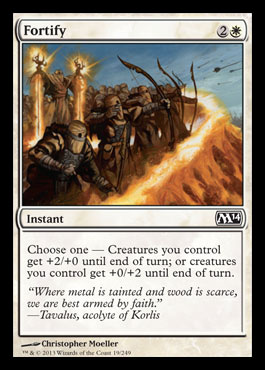 Fortify 2
Instant M14
Choose one — Creatures you control
get +2/+0 until end of turn; or creatures
you control get +0/+2 until end of turn.
“Where metal is tainted and wood is scarce,
we are best armed by faith.”
—Tavalus, acolyte of Korlis
Christopher Moeller
™ & © 2013 Wizards of the Coast 19/249